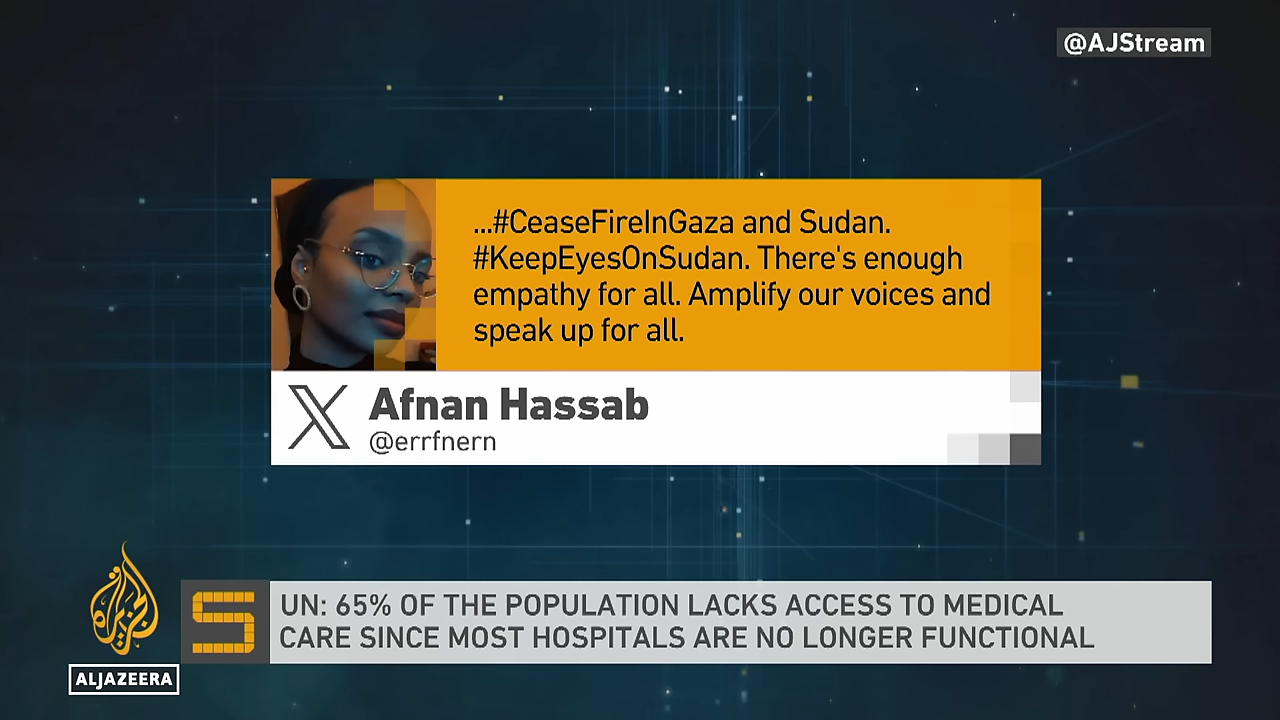 @AJStream
...#CeaseFireInGaza and Sudan.
#KeepEyesOnSudan. There's enough
empathy for all. Amplify our voices and
speak up for all.
Afnan Hassab
@errfnern
UN: 65% OF THE POPULATION LACKS ACCESS TO MEDICAL
CARE SINCE MOST HOSPITALS ARE NO LONGER FUNCTIONAL
الجزيرة
ALJAZEERA